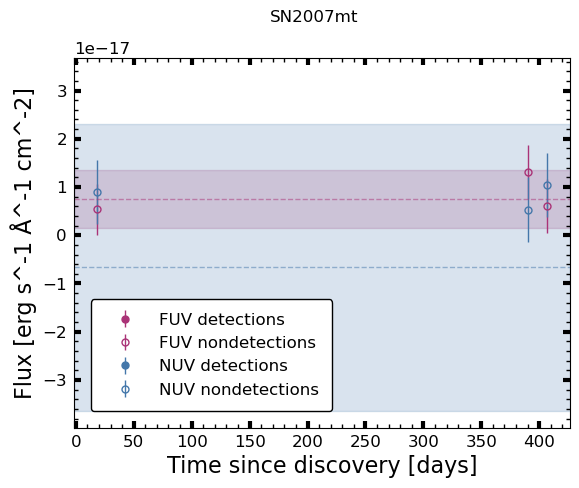 SN2007mt
1e−17
Flux [erg s^-1 Å^-1 cm^-2]
3
2
1
0
−1
−2
−3
FUV detections
FUV nondetections
NUV detections
NUV nondetections
0 50 100 150 200 250 300 350 400
Time since discovery [days]